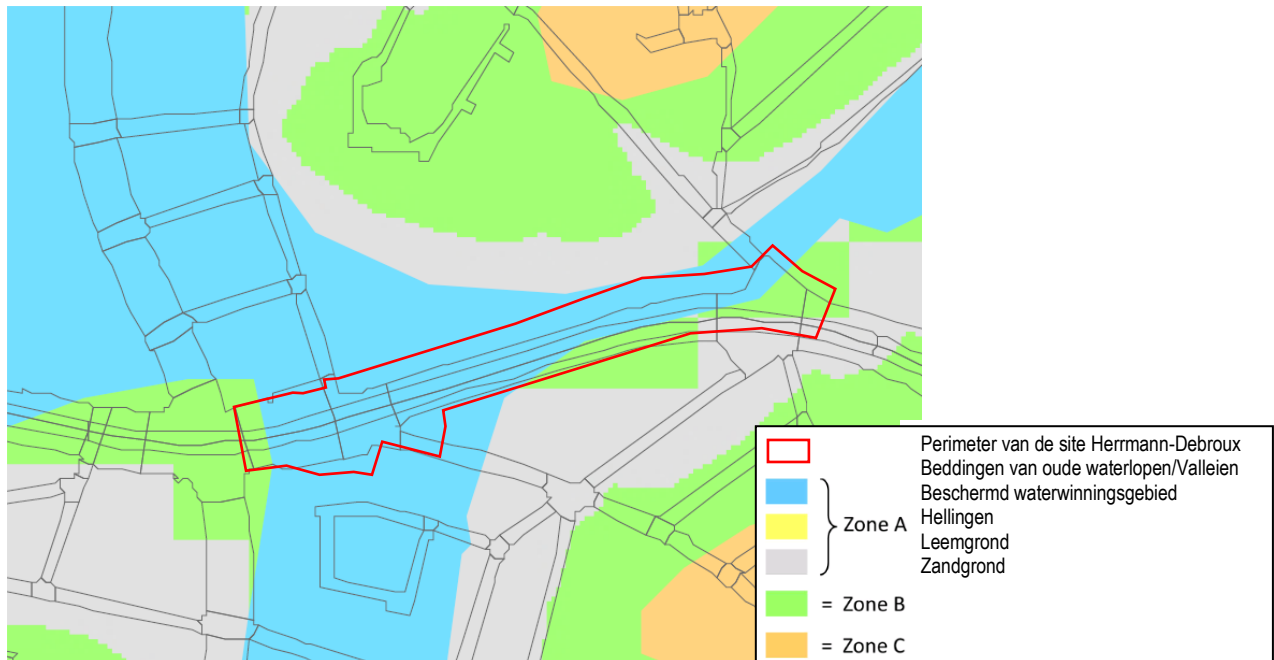 Perimeter van de site Herrmann-Debroux
Beddingen van oude waterlopen/Valleien
Beschermd waterwinningsgebied
Zone A
Hellingen
Leemgrond
Zandgrond
= Zone B
= Zone C